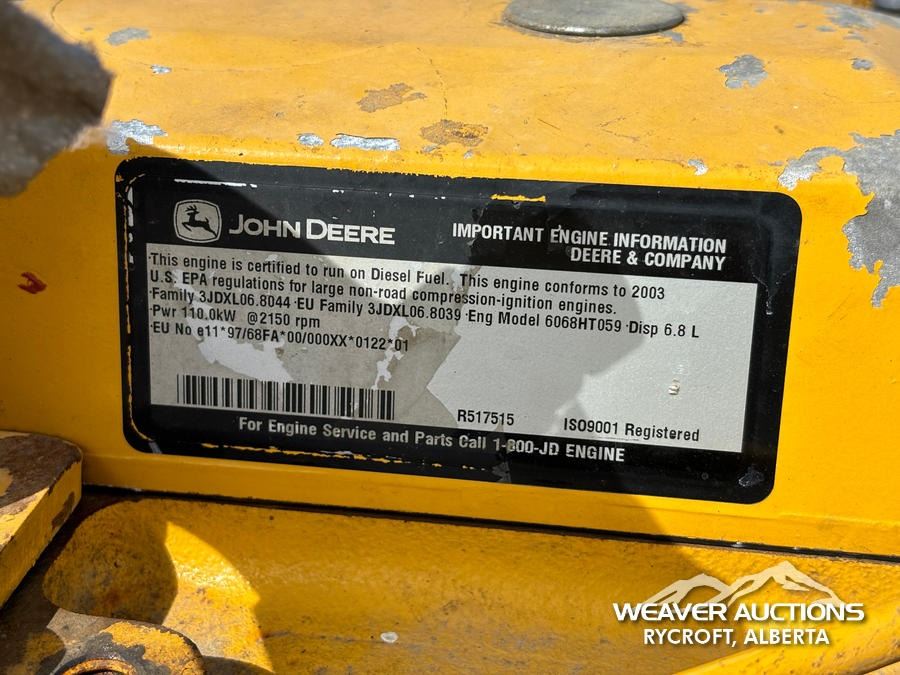 JOHN DEERE
IMPORTANT ENGINE INFORMATION
DEERE & COMPANY
This engine is certified to run on Diesel Fuel. This engine conforms to 2003
U.S. EPA regulations for large non-road compression-ignition engines.
·Family 3JDXL06.8044 ·EU Family 3JDXL06.8039 ·Eng Model 6068HT059 ·Disp 6.8 L
·Pwr 110.0kW @2150 rpm
·EU No e11*97/68FA*00/000XX*0122*01
R517515 ISO9001 Registered
For Engine Service and Parts Call 1-800-JD ENGINE
WEAVER AUCTIONS
RYCROFT, ALBERTA